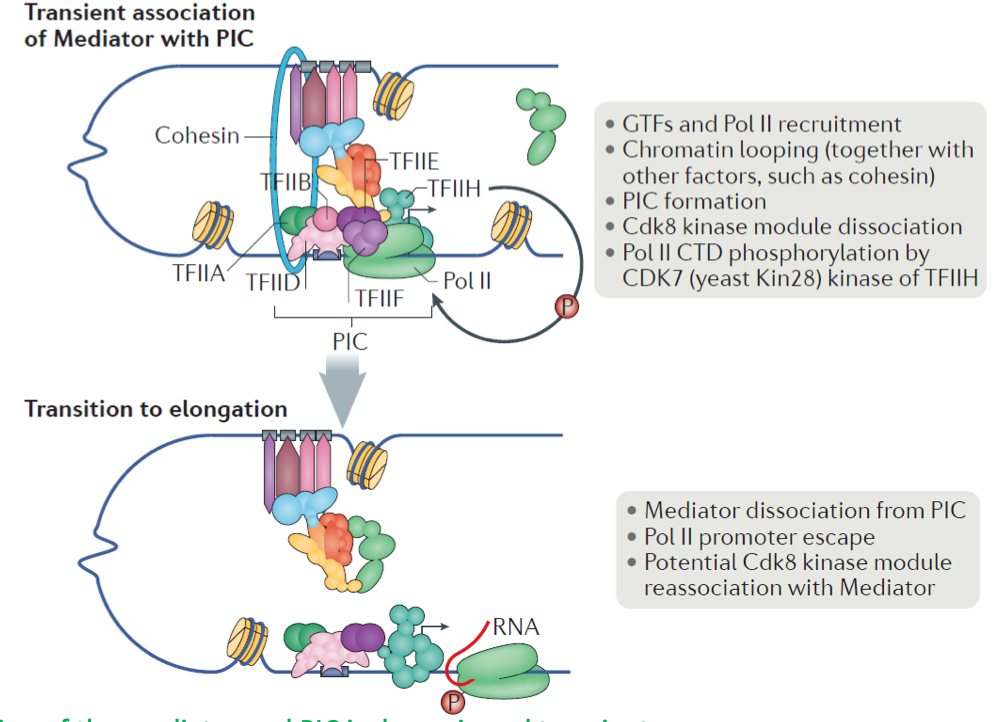 Transient association
of Mediator with PIC
Cohesin
TFIIE
TFIIB
TFIIH
TFIIA
TFIID
TFIIF
Pol II
P
PIC
• GTFs and Pol II recruitment
• Chromatin looping (together with
other factors, such as cohesin)
• PIC formation
• Cdk8 kinase module dissociation
• Pol II CTD phosphorylation by
CDK7 (yeast Kin28) kinase of TFIIH
Transition to elongation
RNA
P
• Mediator dissociation from PIC
• Pol II promoter escape
• Potential Cdk8 kinase module
reassociation with Mediator